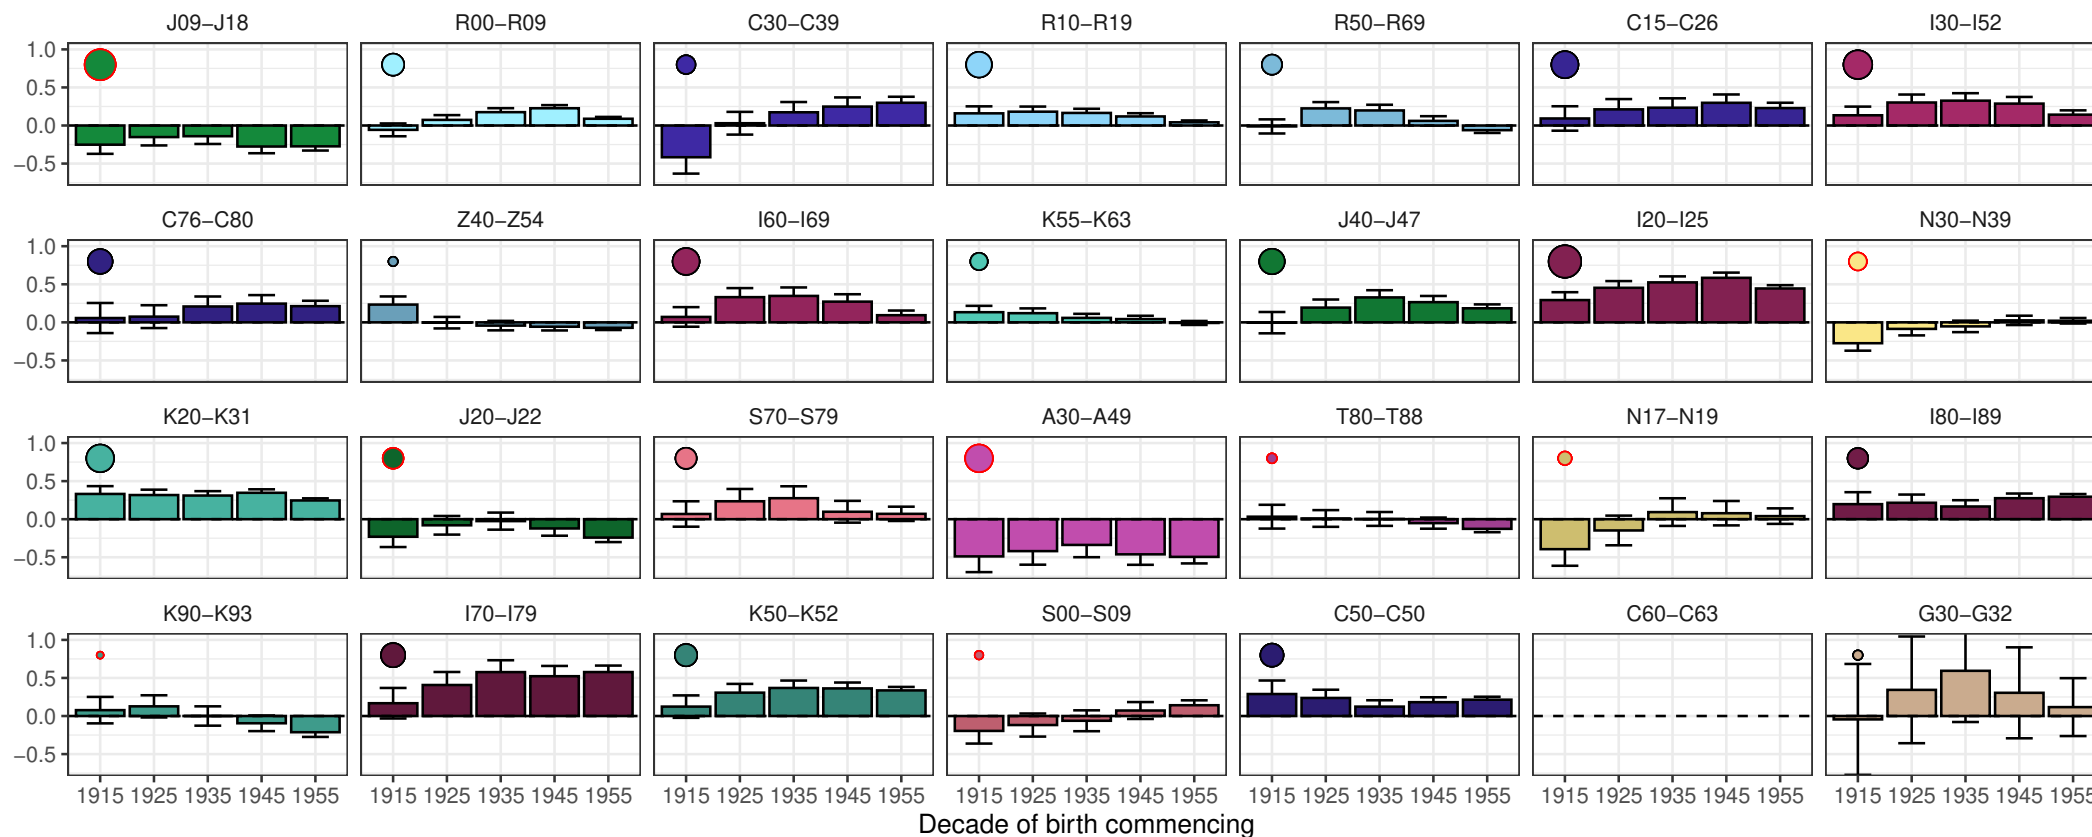 J09−J18 R00−R09 C30−C39 R10−R19 R50−R69 C15−C26 I30−I52
1.0
0.5
0.0
−0.5
C76−C80 Z40−Z54 I60−I69 K55−K63 J40−J47 I20−I25 N30−N39
1.0
0.5
0.0
−0.5
K20−K31 J20−J22 S70−S79 A30−A49 T80−T88 N17−N19 I80−I89
1.0
0.5
0.0
−0.5
K90−K93 I70−I79 K50−K52 S00−S09 C50−C50 C60−C63 G30−G32
1.0
0.5
0.0
−0.5
1915 1925 1935 1945 1955 1915 1925 1935 1945 1955 1915 1925 1935 1945 1955 1915 1925 1935 1945 1955 1915 1925 1935 1945 1955 1915 1925 1935 1945 1955 1915 1925 1935 1945 1955
Decade of birth commencing